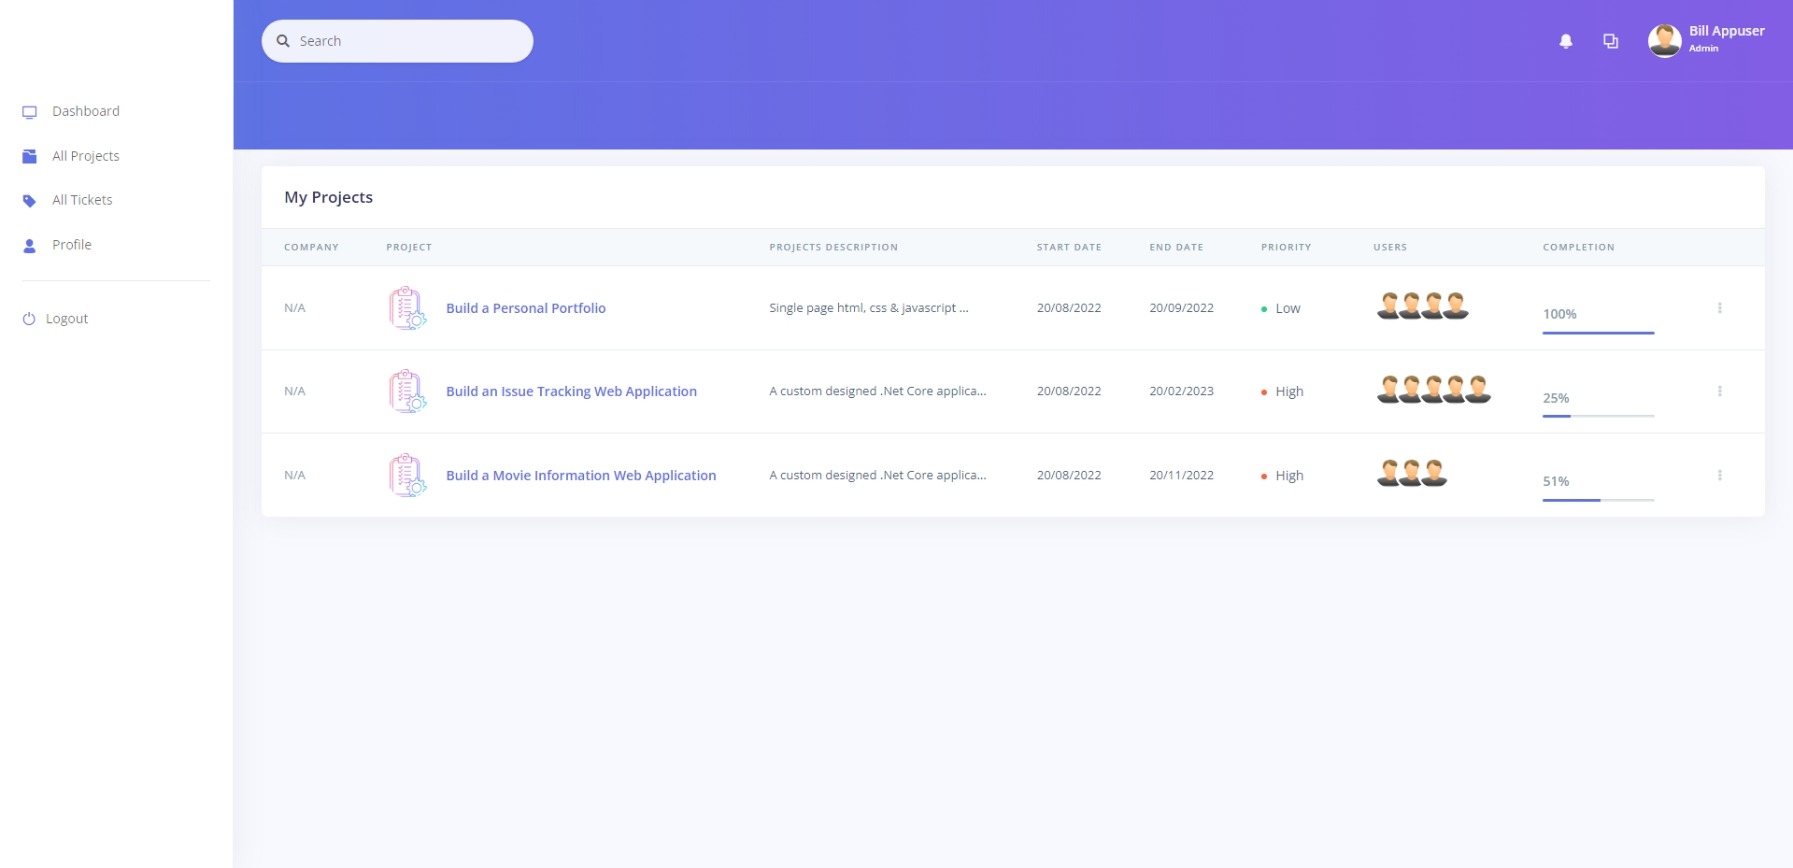 Search
Bill Appuser
Admin
Dashboard
All Projects
All Tickets
Profile
Logout
My Projects
COMPANY PROJECT PROJECTS DESCRIPTION START DATE END DATE PRIORITY USERS COMPLETION
N/A Build a Personal Portfolio Single page html, css & javascript ... 20/08/2022 20/09/2022 Low 100%
N/A Build an Issue Tracking Web Application A custom designed .Net Core applica... 20/08/2022 20/02/2023 High 25%
N/A Build a Movie Information Web Application A custom designed .Net Core applica... 20/08/2022 20/11/2022 High 51%